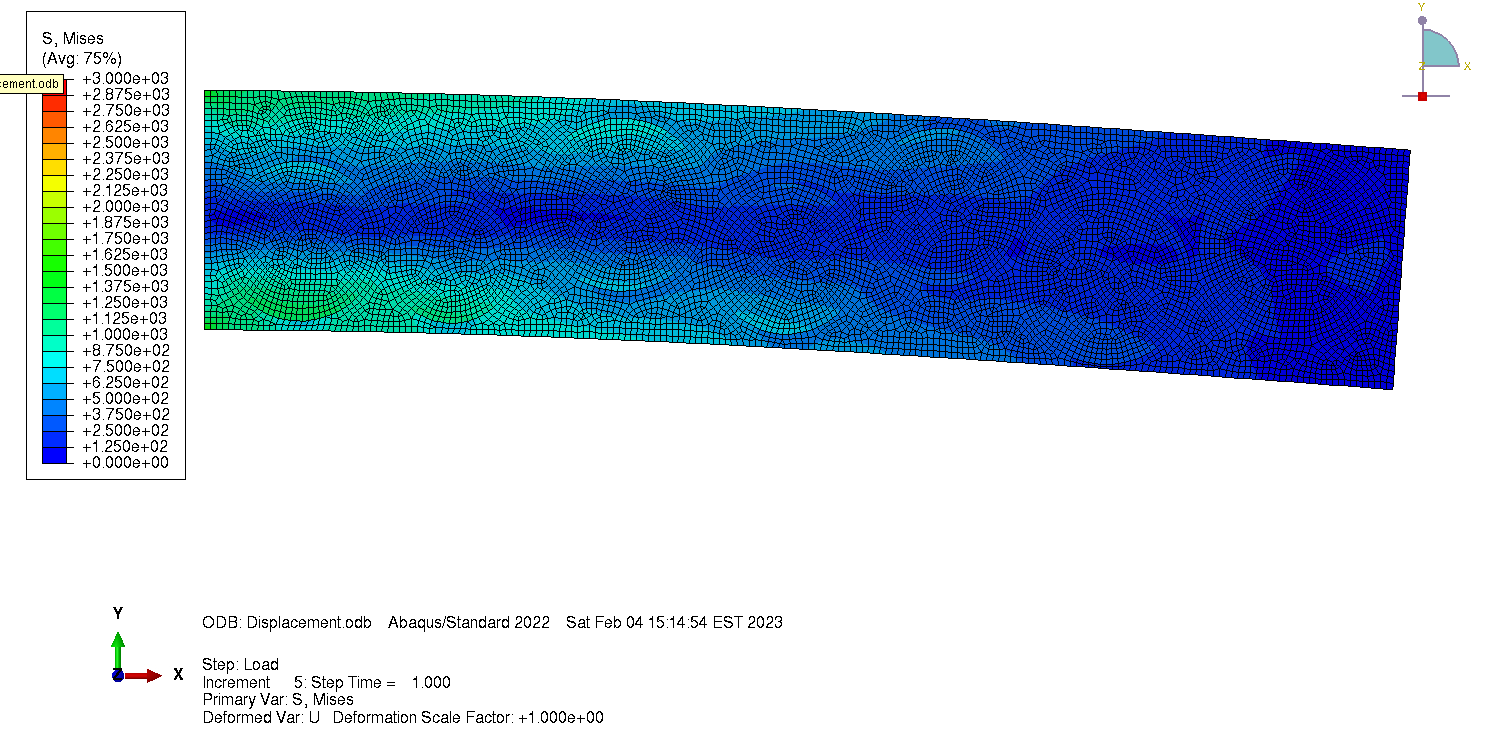 S, Mises
(Avg: 75%)
cement.odb
+3.000e+03
+2.875e+03
+2.750e+03
+2.625e+03
+2.500e+03
+2.375e+03
+2.250e+03
+2.125e+03
+2.000e+03
+1.875e+03
+1.750e+03
+1.625e+03
+1.500e+03
+1.375e+03
+1.250e+03
+1.125e+03
+1.000e+03
+8.750e+02
+7.500e+02
+6.250e+02
+5.000e+02
+3.750e+02
+2.500e+02
+1.250e+02
+0.000e+00
Y
Z X
Y
Z X
ODB: Displacement.odb Abaqus/Standard 2022 Sat Feb 04 15:14:54 EST 2023
Step: Load
Increment 5: Step Time = 1.000
Primary Var: S, Mises
Deformed Var: U Deformation Scale Factor: +1.000e+00